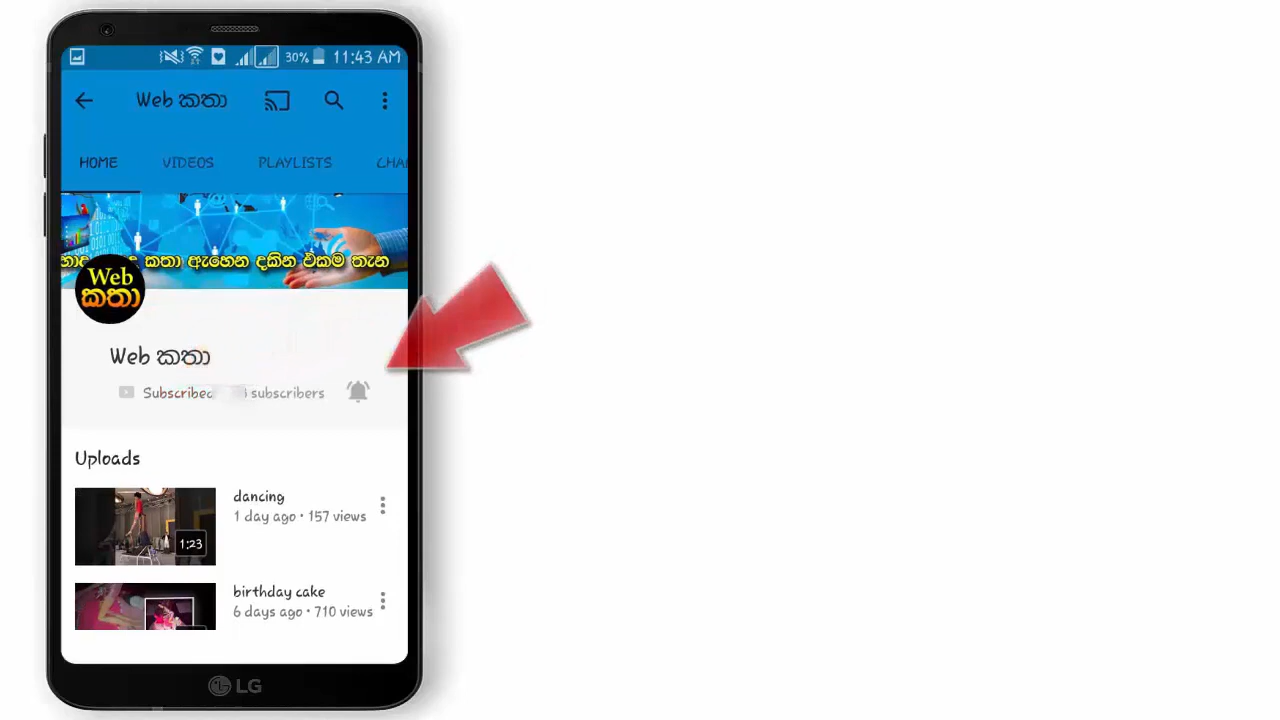 30% 11:43 AM
Web කතා
HOME VIDEOS PLAYLISTS
කතා ඇහෙන දකින එකම තැන
Web
කතා
Web කතා
Subscribed subscribers
Uploads
dancing
1 day ago • 157 views
1:23
birthday cake
6 days ago • 710 views
LG